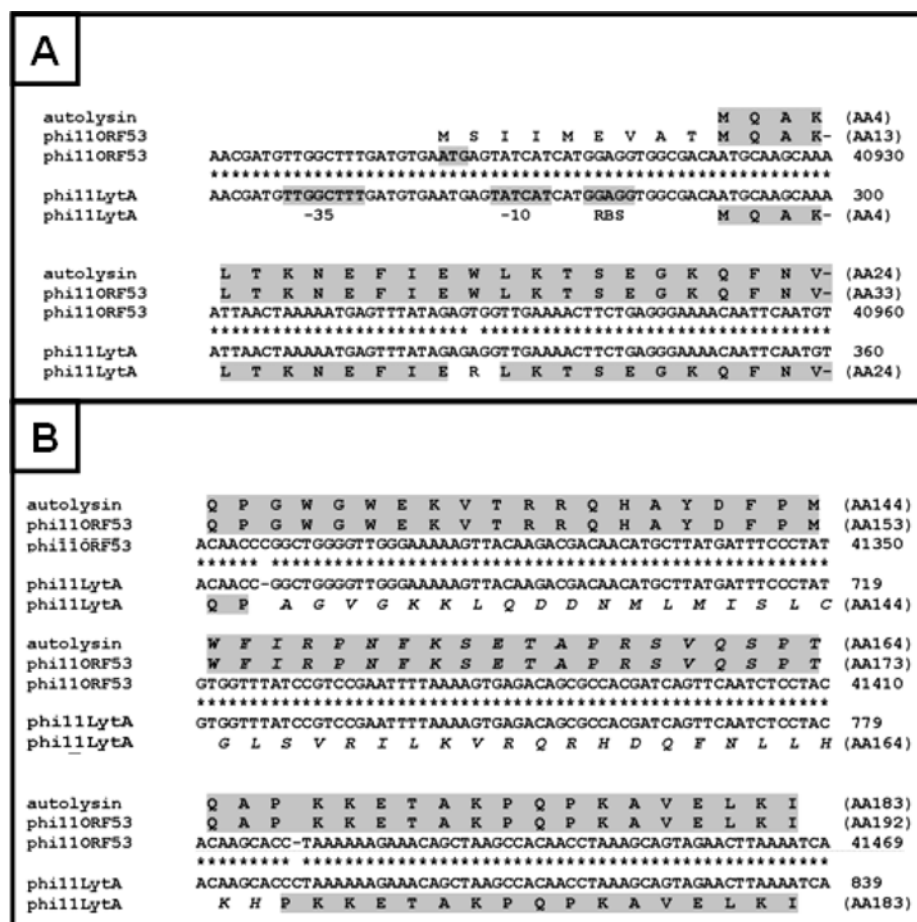 A
autolysin M Q A K (AA4)
phi11ORF53 M S I I M E V A T M Q A K- (AA13)
phi11ORF53 AACGATGTTGGCTTTGATGTGAATGAGTATCATCATGGAGGTGGCGACAATGCAAGCAAA 40930
************************************************************
phi11LytA AACGATGTTGGCTTTGATGTGAATGAGTATCATCATGGAGGTGGCGACAATGCAAGCAAA 300
phi11LytA -35 -10 RBS M Q A K- (AA4)
autolysin L T K N E F I E W L K T S E G K Q F N V- (AA24)
phi11ORF53 L T K N E F I E W L K T S E G K Q F N V- (AA33)
phi11ORF53 ATTAACTAAAAATGAGTTTATAGAGTGGTTGAAAACTTCTGAGGGAAAACAATTCAATGT 40960
************************* **********************************
phi11LytA ATTAACTAAAAATGAGTTTATAGAGAGGTTGAAAACTTCTGAGGGAAAACAATTCAATGT 360
phi11LytA L T K N E F I E R L K T S E G K Q F N V- (AA24)
B
autolysin Q P G W G W E K V T R R Q H A Y D F P M (AA144)
phi11ORF53 Q P G W G W E K V T R R Q H A Y D F P M (AA153)
phi11ORF53 ACAACCCGGCTGGGGTTGGGAAAAAGTTACAAGACGACAACATGCTTATGATTTCCCTAT 41350
****** *****************************************************
phi11LytA ACAACC-GGCTGGGGTTGGGAAAAAGTTACAAGACGACAACATGCTTATGATTTCCCTAT 719
phi11LytA Q P A G V G K K L Q D D N M L M I S L C (AA144)
autolysin W F I R P N F K S E T A P R S V Q S P T (AA164)
phi11ORF53 W F I R P N F K S E T A P R S V Q S P T (AA173)
phi11ORF53 GTGGTTTATCCGTCCGAATTTTAAAAGTGAGACAGCGCCACGATCAGTTCAATCTCCTAC 41410
************************************************************
phi11LytA GTGGTTTATCCGTCCGAATTTTAAAAGTGAGACAGCGCCACGATCAGTTCAATCTCCTAC 779
phi11LytA G L S V R I L K V R Q R H D Q F N L L H (AA164)
autolysin Q A P K K E T A K P Q P K A V E L K I (AA183)
phi11ORF53 Q A P K K E T A K P Q P K A V E L K I (AA192)
phi11ORF53 ACAAGCACC-TAAAAAAGAAACAGCTAAGCCACAACCTAAAGCAGTAGAACTTAAAATCA 41469
********* **************************************************
phi11LytA ACAAGCACCCTAAAAAAGAAACAGCTAAGCCACAACCTAAAGCAGTAGAACTTAAAATCA 839
phi11LytA K H P K K E T A K P Q P K A V E L K I (AA183)